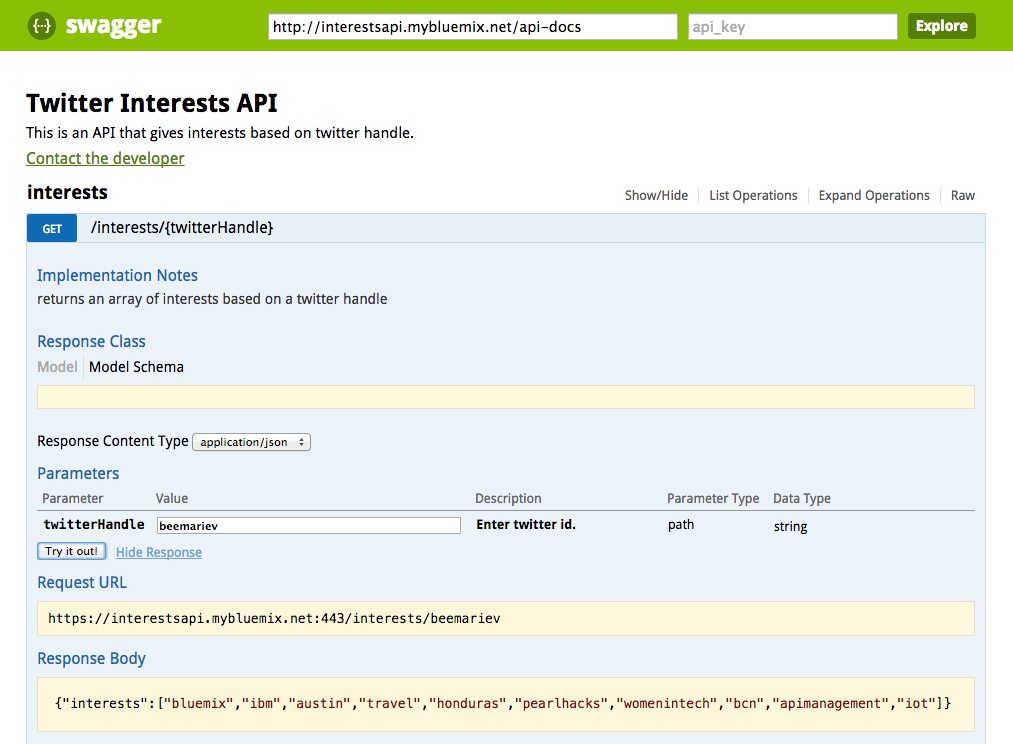 {···} swagger http://interestsapi.mybluemix.net/api-docs api_key Explore
Twitter Interests API
This is an API that gives interests based on twitter handle.
Contact the developer
interests Show/Hide List Operations Expand Operations Raw
GET /interests/{twitterHandle}
Implementation Notes
returns an array of interests based on a twitter handle
Response Class
Model Model Schema
Response Content Type application/json
Parameters
Parameter Value Description Parameter Type Data Type
twitterHandle beemariev Enter twitter id. path string
Try it out! Hide Response
Request URL
https://interestsapi.mybluemix.net:443/interests/beemariev
Response Body
{"interests":["bluemix","ibm","austin","travel","honduras","pearlhacks","womenintech","bcn","apimanagement","iot"]}